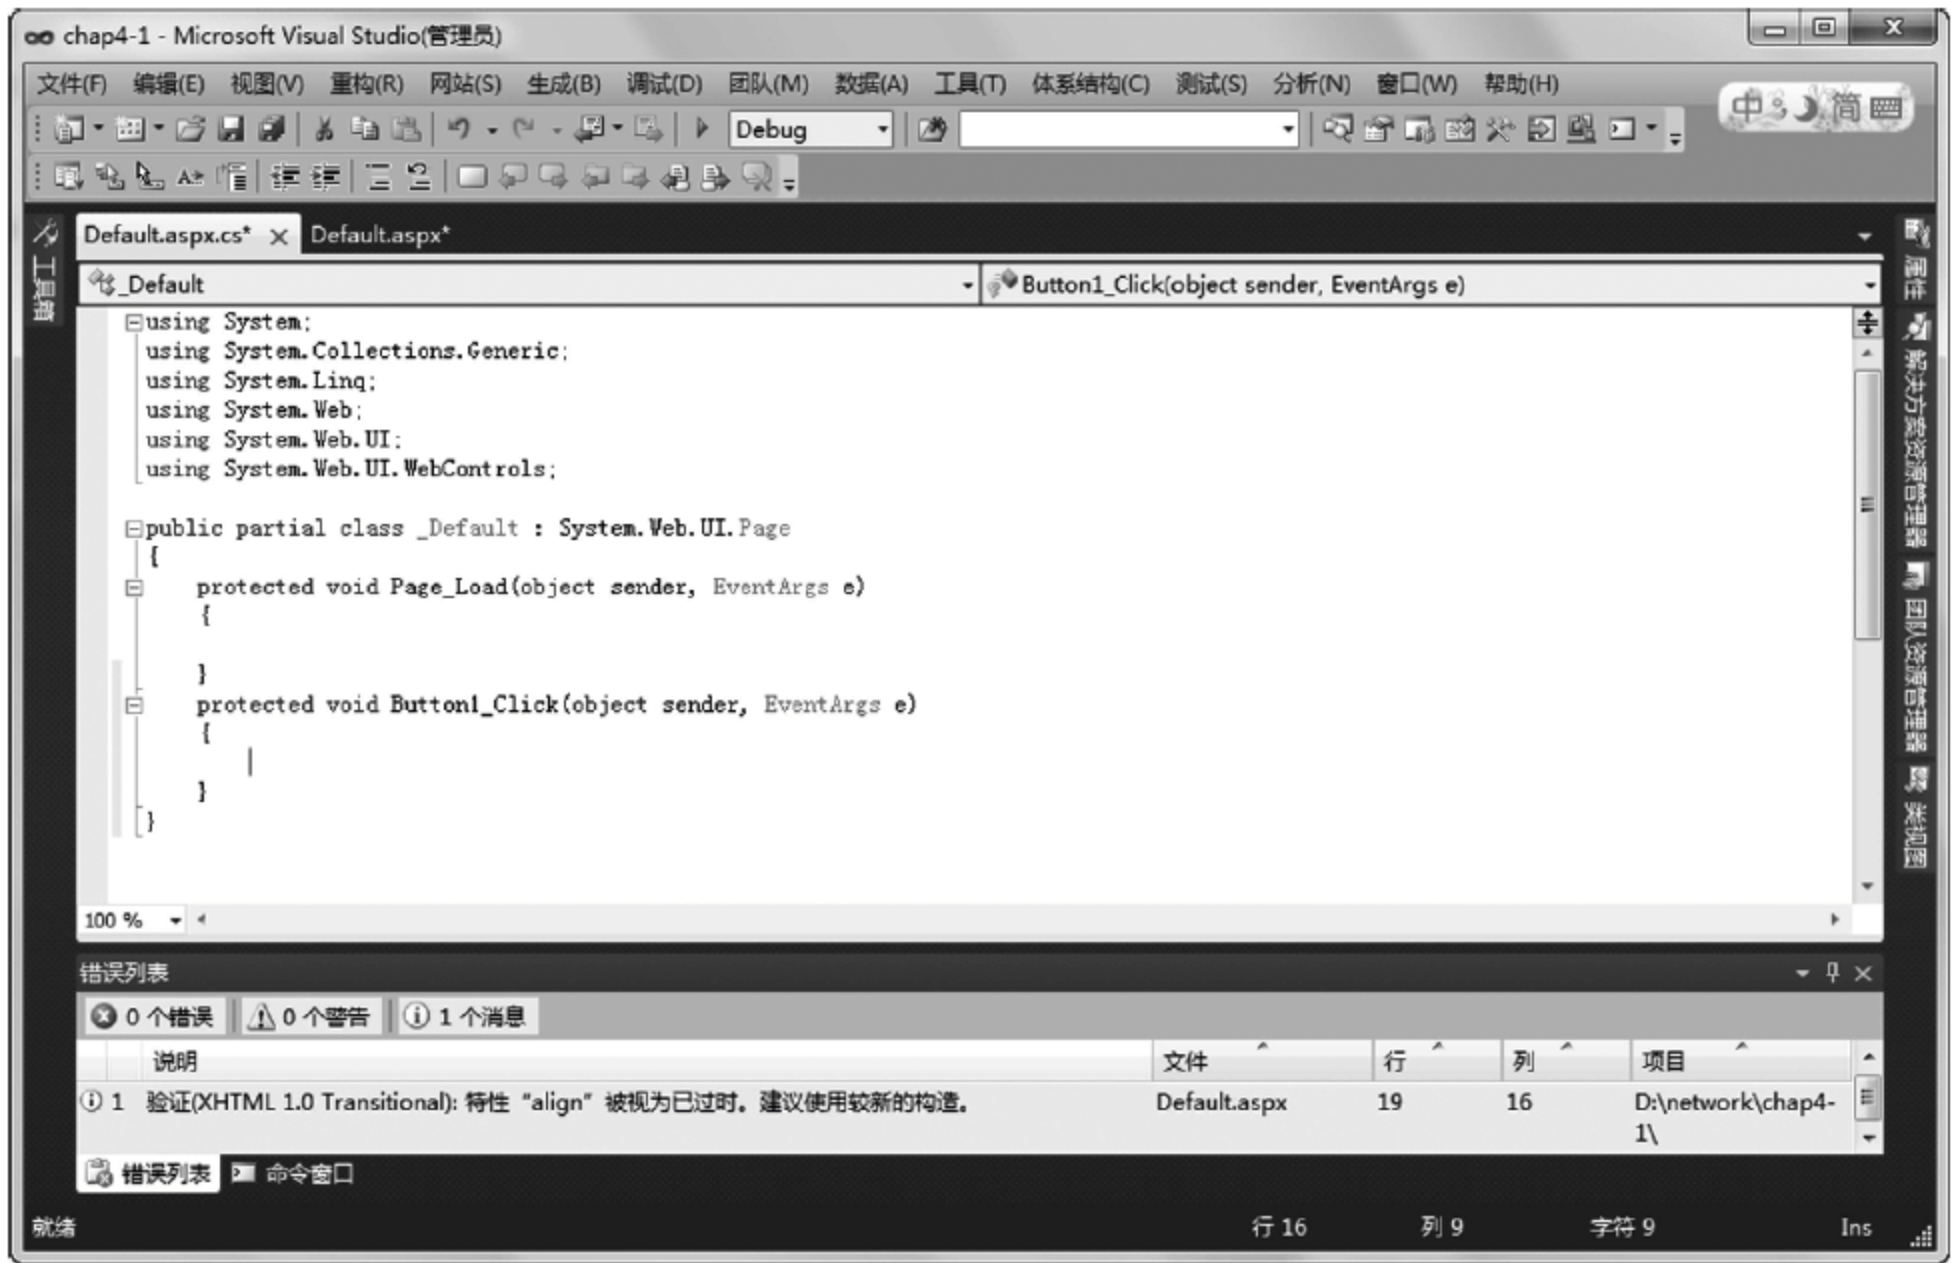 chap4-1 - Microsoft Visual Studio(管理员)
文件(F) 编辑(E) 视图(V) 重构(R) 网站(S) 生成(B) 调试(D) 团队(M) 数据(A) 工具(T) 体系结构(C) 测试(S) 分析(N) 窗口(W) 帮助(H)
中 简
Debug
工具箱
Default.aspx.cs* Default.aspx*
_Default Button1_Click(object sender, EventArgs e)
using System;
using System.Collections.Generic;
using System.Linq;
using System.Web;
using System.Web.UI;
using System.Web.UI.WebControls;
public partial class _Default : System.Web.UI.Page
{
protected void Page_Load(object sender, EventArgs e)
{
}
protected void Button1_Click(object sender, EventArgs e)
{
}
}
100 %
属性
解决方案资源管理器
团队资源管理器
类视图
错误列表
0 个错误 0 个警告 1 个消息
说明 文件 行 列 项目
1 验证(XHTML 1.0 Transitional): 特性“align”被视为已过时。建议使用较新的构造。 Default.aspx 19 16 D:\network\chap4-
1\
错误列表 命令窗口
就绪 行 16 列 9 字符 9 Ins